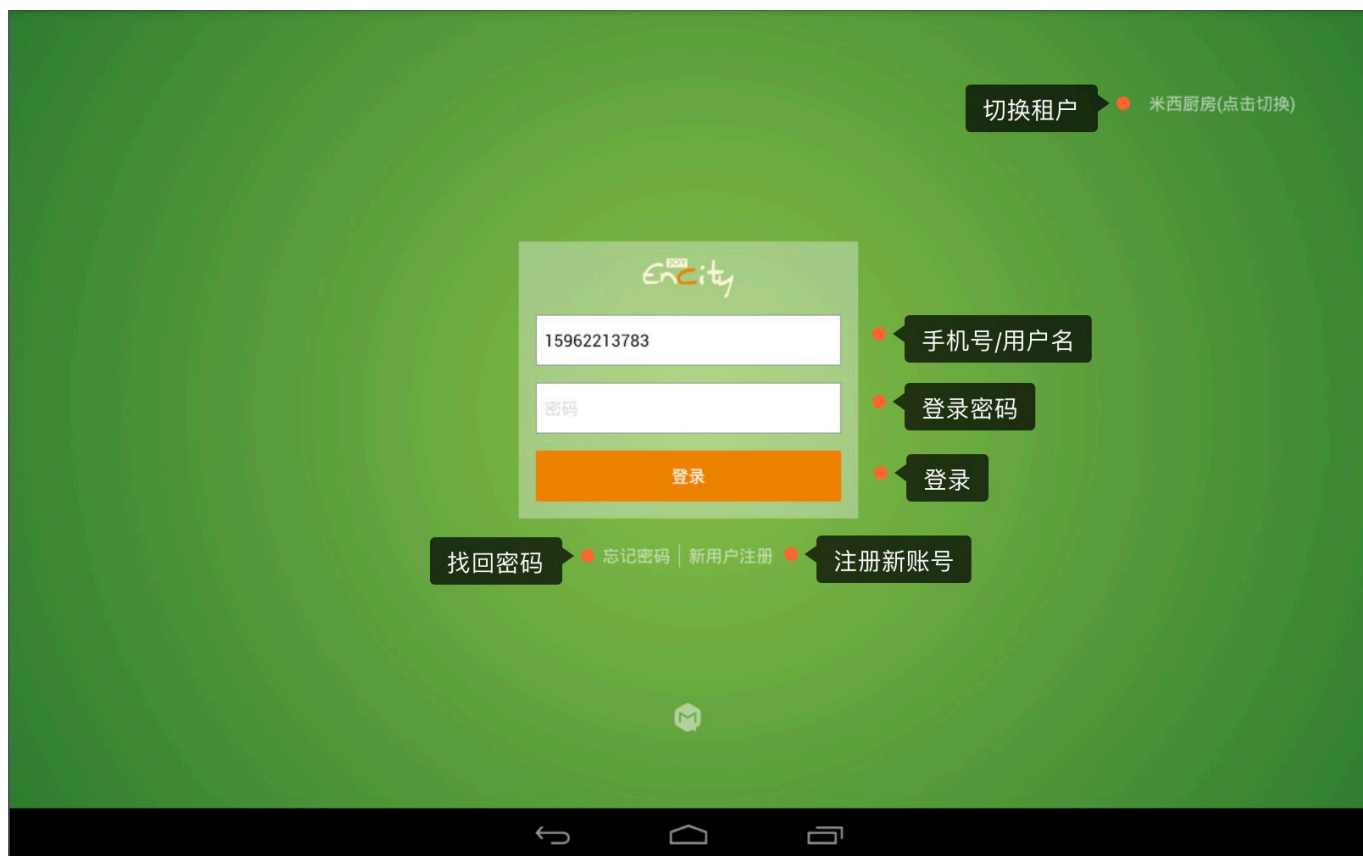 切换租户
米西厨房(点击切换)
JOY
Encity
15962213783
手机号/用户名
密码
登录密码
登录
登录
找回密码
忘记密码 | 新用户注册
注册新账号
M